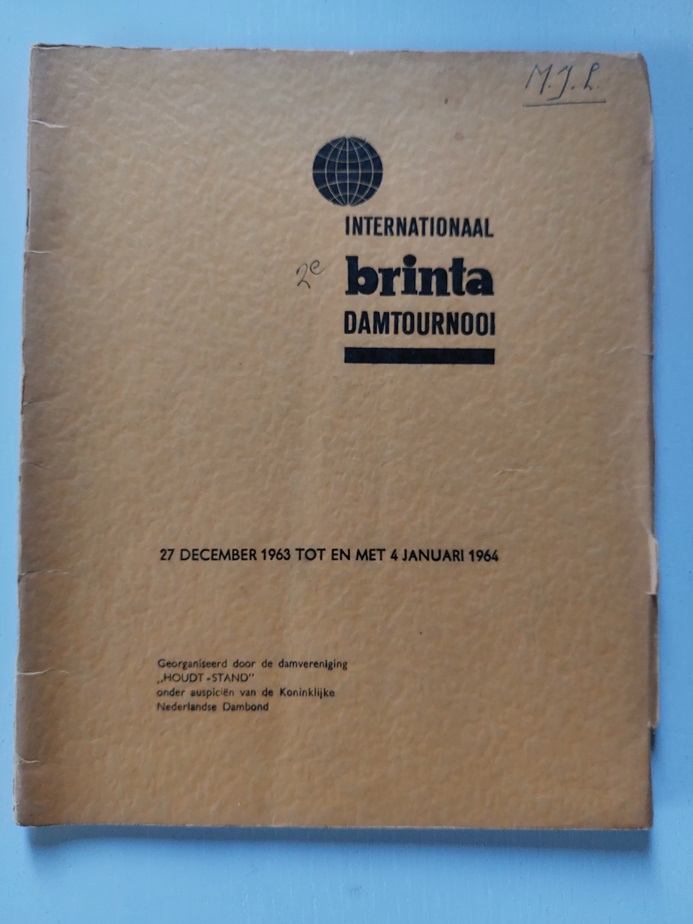 M.J.L.
INTERNATIONAAL
2e brinta
DAMTOURNOOI
27 DECEMBER 1963 TOT EN MET 4 JANUARI 1964
Georganiseerd door de damvereniging
„HOUDT-STAND"
onder auspiciën van de Koninklijke
Nederlandse Dambond